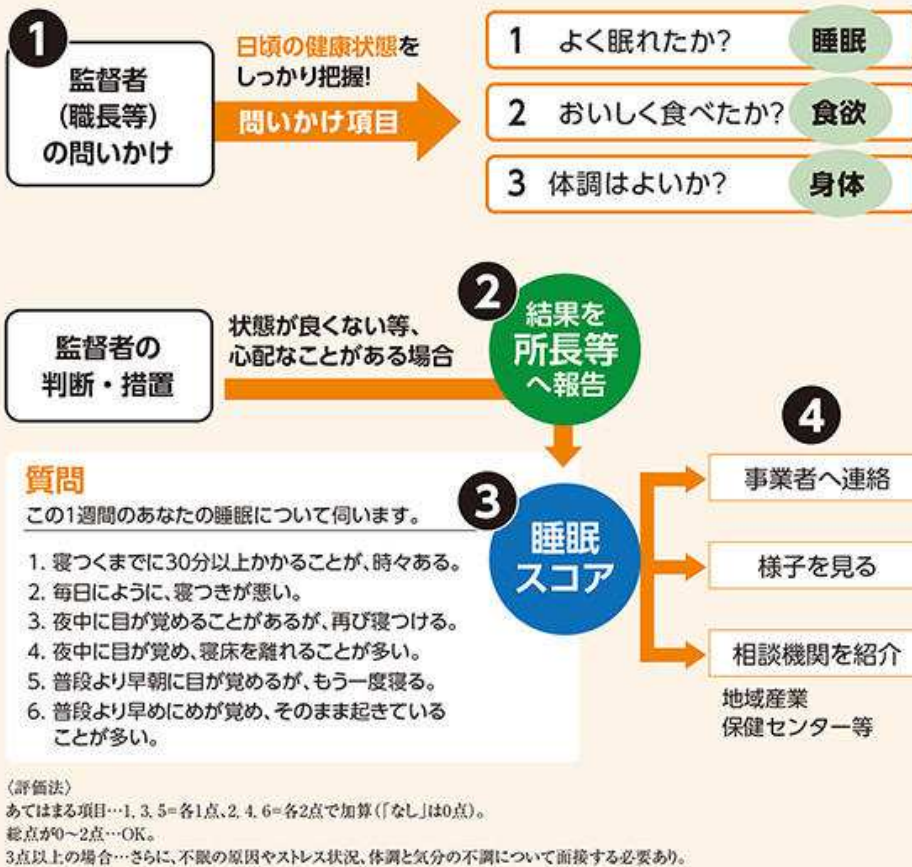 1
監督者
(職長等)
の問いかけ
日頃の健康状態を
しっかり把握!
問いかけ項目
1 よく眠れたか? 睡眠
2 おいしく食べたか? 食欲
3 体調はよいか? 身体
監督者の
判断・措置
状態が良くない等、
心配なことがある場合
2
結果を
所長等
へ報告
質問
この1週間のあなたの睡眠について伺います。
1. 寝つくまでに30分以上かかることが、時々ある。
2. 毎日にように、寝つきが悪い。
3. 夜中に目が覚めることがあるが、再び寝つける。
4. 夜中に目が覚め、寝床を離れることが多い。
5. 普段より早朝に目が覚めるが、もう一度寝る。
6. 普段より早めにめが覚め、そのまま起きている
ことが多い。
3
睡眠
スコア
4
事業者へ連絡
様子を見る
相談機関を紹介
地域産業
保健センター等
〈評価法〉
あてはまる項目…1, 3, 5=各1点、2, 4, 6=各2点で加算(「なし」は0点)。
総点が0〜2点…OK。
3点以上の場合…さらに、不眠の原因やストレス状況、体調と気分の不調について面接する必要あり。